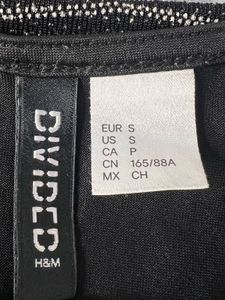 DIVIDED
H&M
EUR S
US S
CA P
CN 165/88A
MX CH